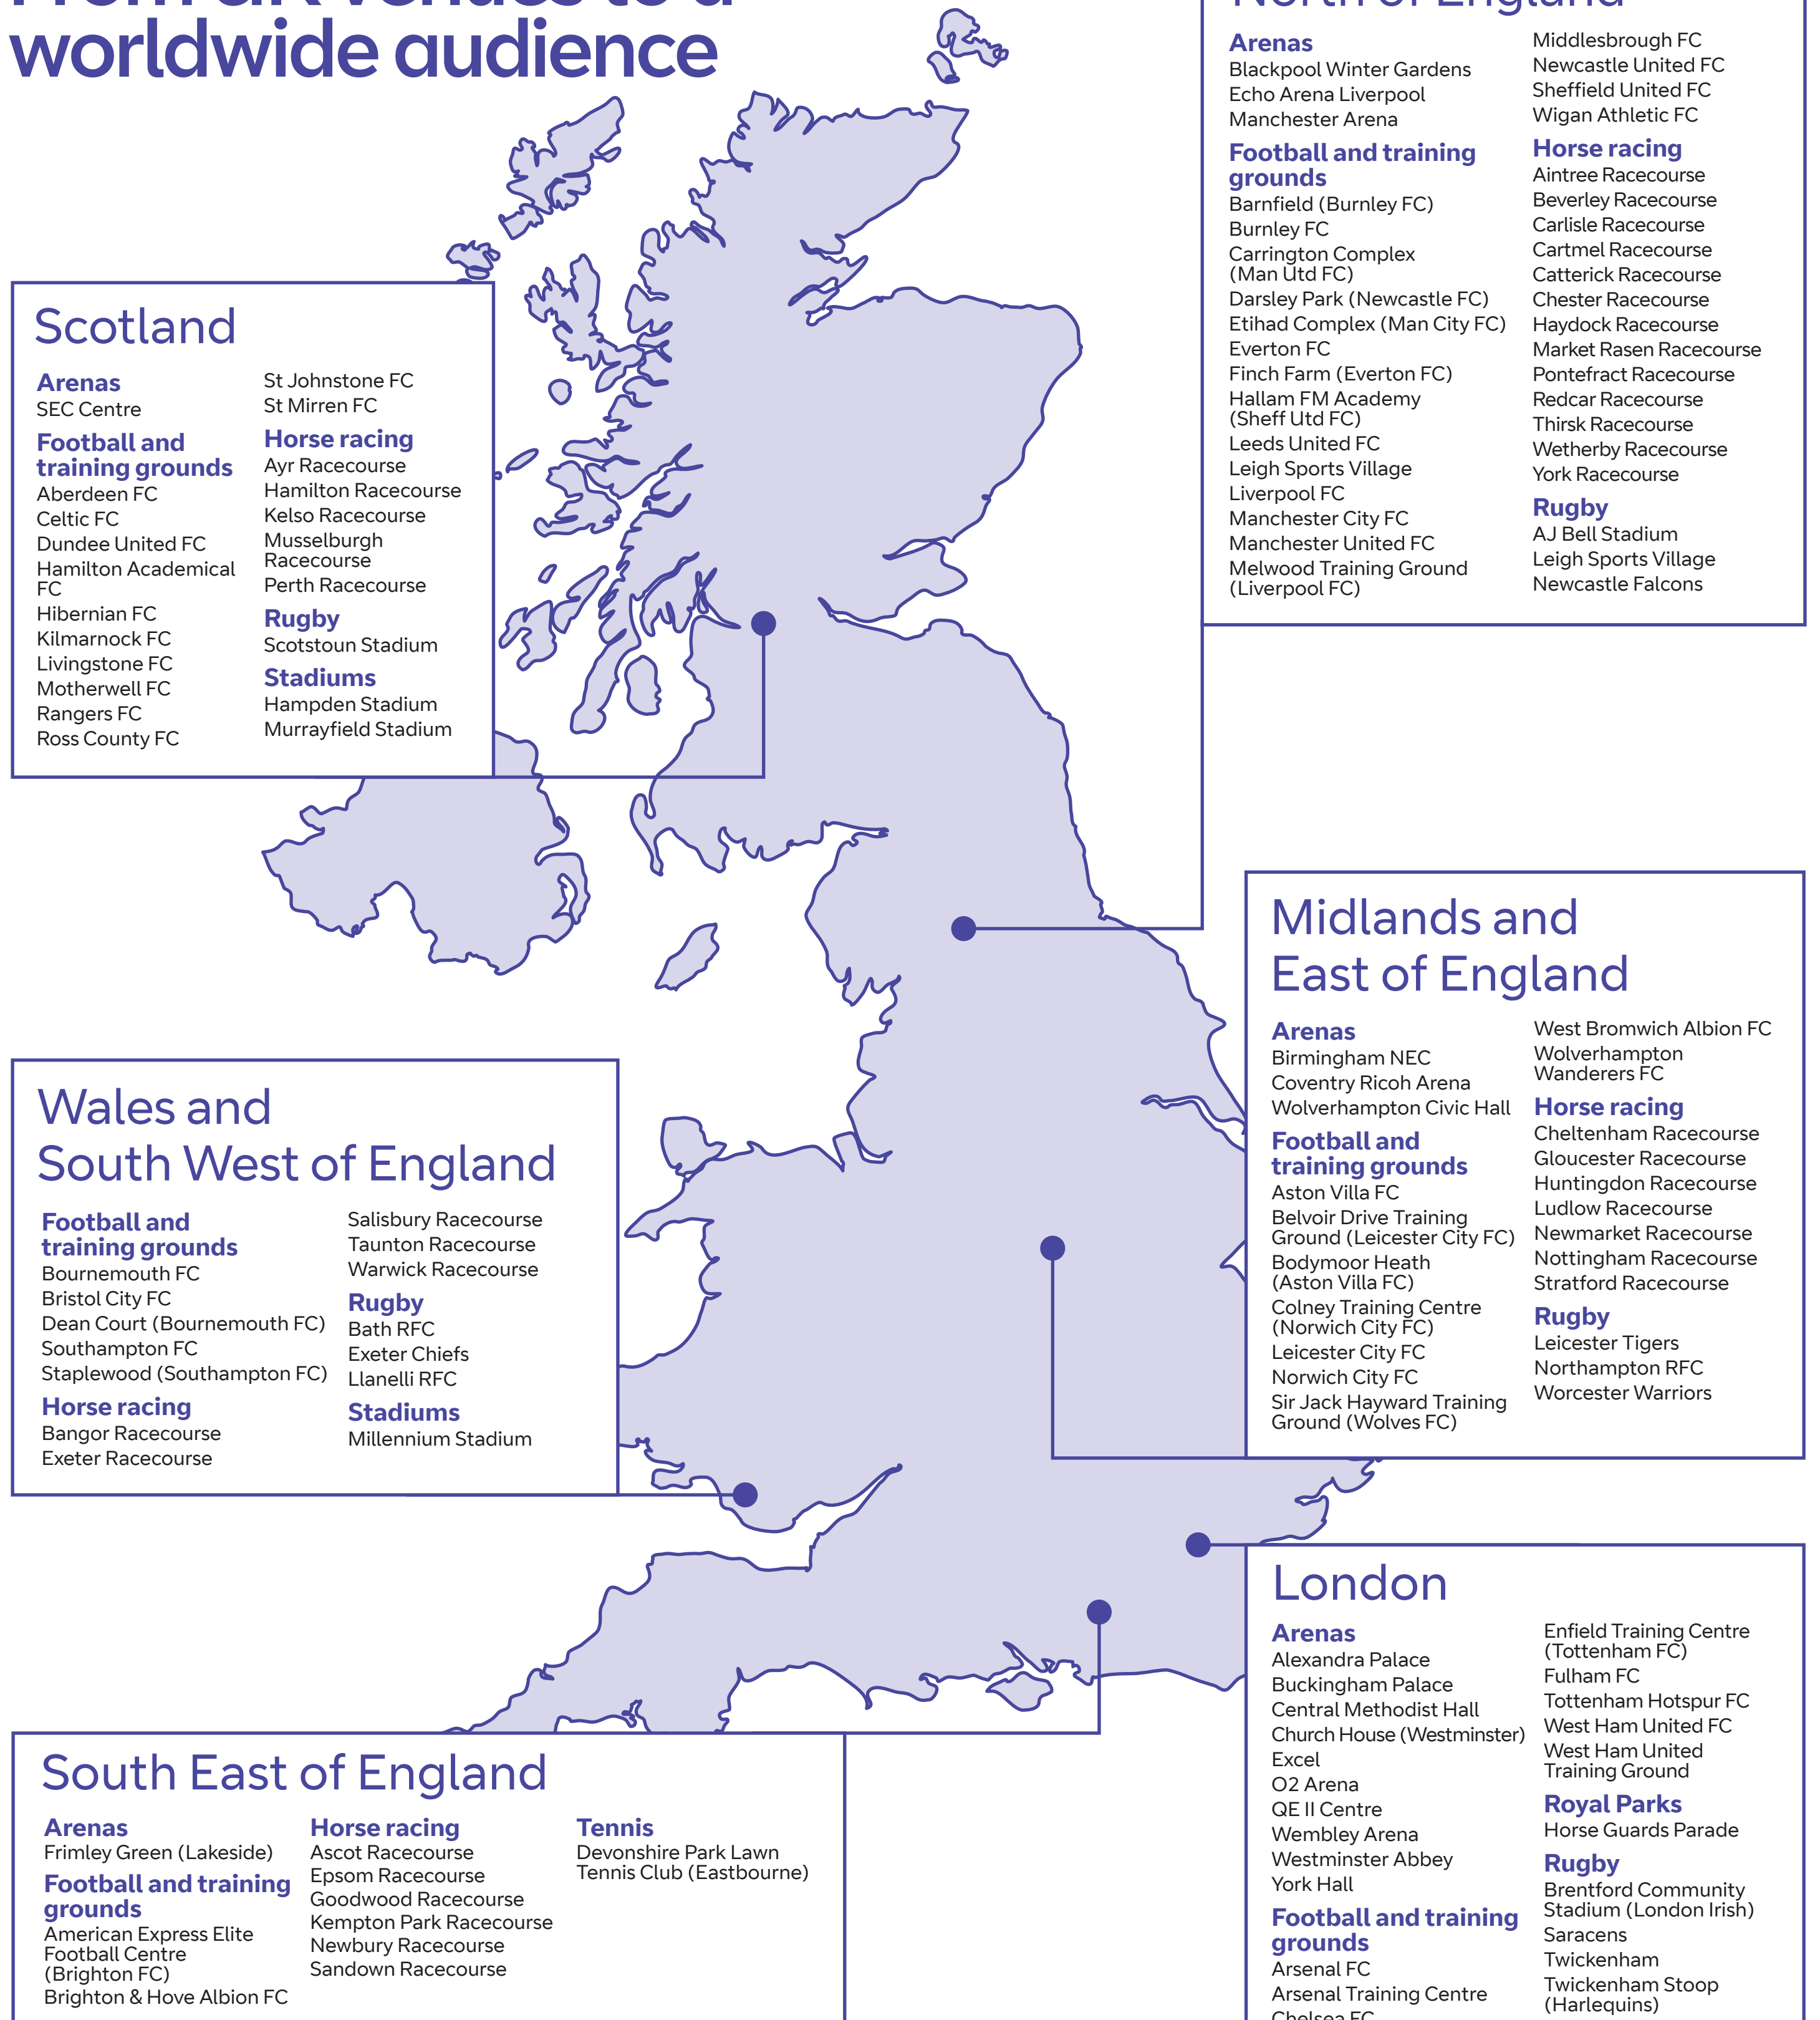 From UK venues to a
worldwide audience
North of England
Arenas
Blackpool Winter Gardens
Echo Arena Liverpool
Manchester Arena
Football and training
grounds
Barnfield (Burnley FC)
Burnley FC
Carrington Complex
(Man Utd FC)
Darsley Park (Newcastle FC)
Etihad Complex (Man City FC)
Everton FC
Finch Farm (Everton FC)
Hallam FM Academy
(Sheff Utd FC)
Leeds United FC
Leigh Sports Village
Liverpool FC
Manchester City FC
Manchester United FC
Melwood Training Ground
(Liverpool FC)
Middlesbrough FC
Newcastle United FC
Sheffield United FC
Wigan Athletic FC
Horse racing
Aintree Racecourse
Beverley Racecourse
Carlisle Racecourse
Cartmel Racecourse
Catterick Racecourse
Chester Racecourse
Haydock Racecourse
Market Rasen Racecourse
Pontefract Racecourse
Redcar Racecourse
Thirsk Racecourse
Wetherby Racecourse
York Racecourse
Rugby
AJ Bell Stadium
Leigh Sports Village
Newcastle Falcons
Scotland
Arenas
SEC Centre
Football and
training grounds
Aberdeen FC
Celtic FC
Dundee United FC
Hamilton Academical
FC
Hibernian FC
Kilmarnock FC
Livingstone FC
Motherwell FC
Rangers FC
Ross County FC
St Johnstone FC
St Mirren FC
Horse racing
Ayr Racecourse
Hamilton Racecourse
Kelso Racecourse
Musselburgh
Racecourse
Perth Racecourse
Rugby
Scotstoun Stadium
Stadiums
Hampden Stadium
Murrayfield Stadium
Midlands and
East of England
Arenas
Birmingham NEC
Coventry Ricoh Arena
Wolverhampton Civic Hall
Football and
training grounds
Aston Villa FC
Belvoir Drive Training
Ground (Leicester City FC)
Bodymoor Heath
(Aston Villa FC)
Colney Training Centre
(Norwich City FC)
Leicester City FC
Norwich City FC
Sir Jack Hayward Training
Ground (Wolves FC)
West Bromwich Albion FC
Wolverhampton
Wanderers FC
Horse racing
Cheltenham Racecourse
Gloucester Racecourse
Huntingdon Racecourse
Ludlow Racecourse
Newmarket Racecourse
Nottingham Racecourse
Stratford Racecourse
Rugby
Leicester Tigers
Northampton RFC
Worcester Warriors
Wales and
South West of England
Football and
training grounds
Bournemouth FC
Bristol City FC
Dean Court (Bournemouth FC)
Southampton FC
Staplewood (Southampton FC)
Horse racing
Bangor Racecourse
Exeter Racecourse
Salisbury Racecourse
Taunton Racecourse
Warwick Racecourse
Rugby
Bath RFC
Exeter Chiefs
Llanelli RFC
Stadiums
Millennium Stadium
London
Arenas
Alexandra Palace
Buckingham Palace
Central Methodist Hall
Church House (Westminster)
Excel
O2 Arena
QE II Centre
Wembley Arena
Westminster Abbey
York Hall
Football and training
grounds
Arsenal FC
Arsenal Training Centre
Chelsea FC
Enfield Training Centre
(Tottenham FC)
Fulham FC
Tottenham Hotspur FC
West Ham United FC
West Ham United
Training Ground
Royal Parks
Horse Guards Parade
Rugby
Brentford Community
Stadium (London Irish)
Saracens
Twickenham
Twickenham Stoop
(Harlequins)
South East of England
Arenas
Frimley Green (Lakeside)
Football and training
grounds
American Express Elite
Football Centre
(Brighton FC)
Brighton & Hove Albion FC
Horse racing
Ascot Racecourse
Epsom Racecourse
Goodwood Racecourse
Kempton Park Racecourse
Newbury Racecourse
Sandown Racecourse
Tennis
Devonshire Park Lawn
Tennis Club (Eastbourne)